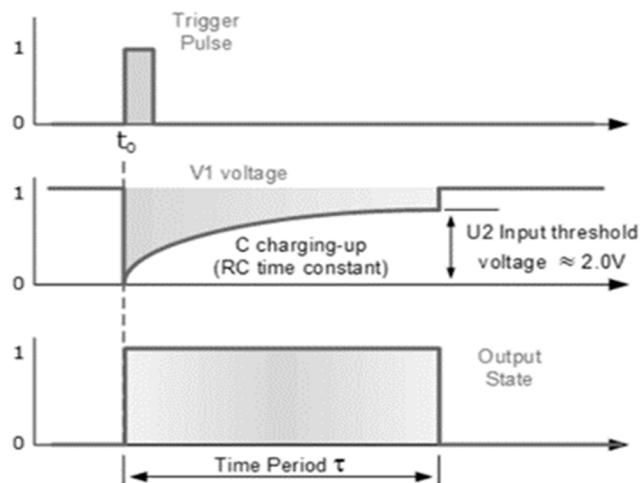 Trigger
Pulse
1
0
t₀
V1 voltage
1
C charging-up
(RC time constant)
U2 Input threshold
voltage ≈ 2.0V
0
1
Output
State
0
Time Period τ